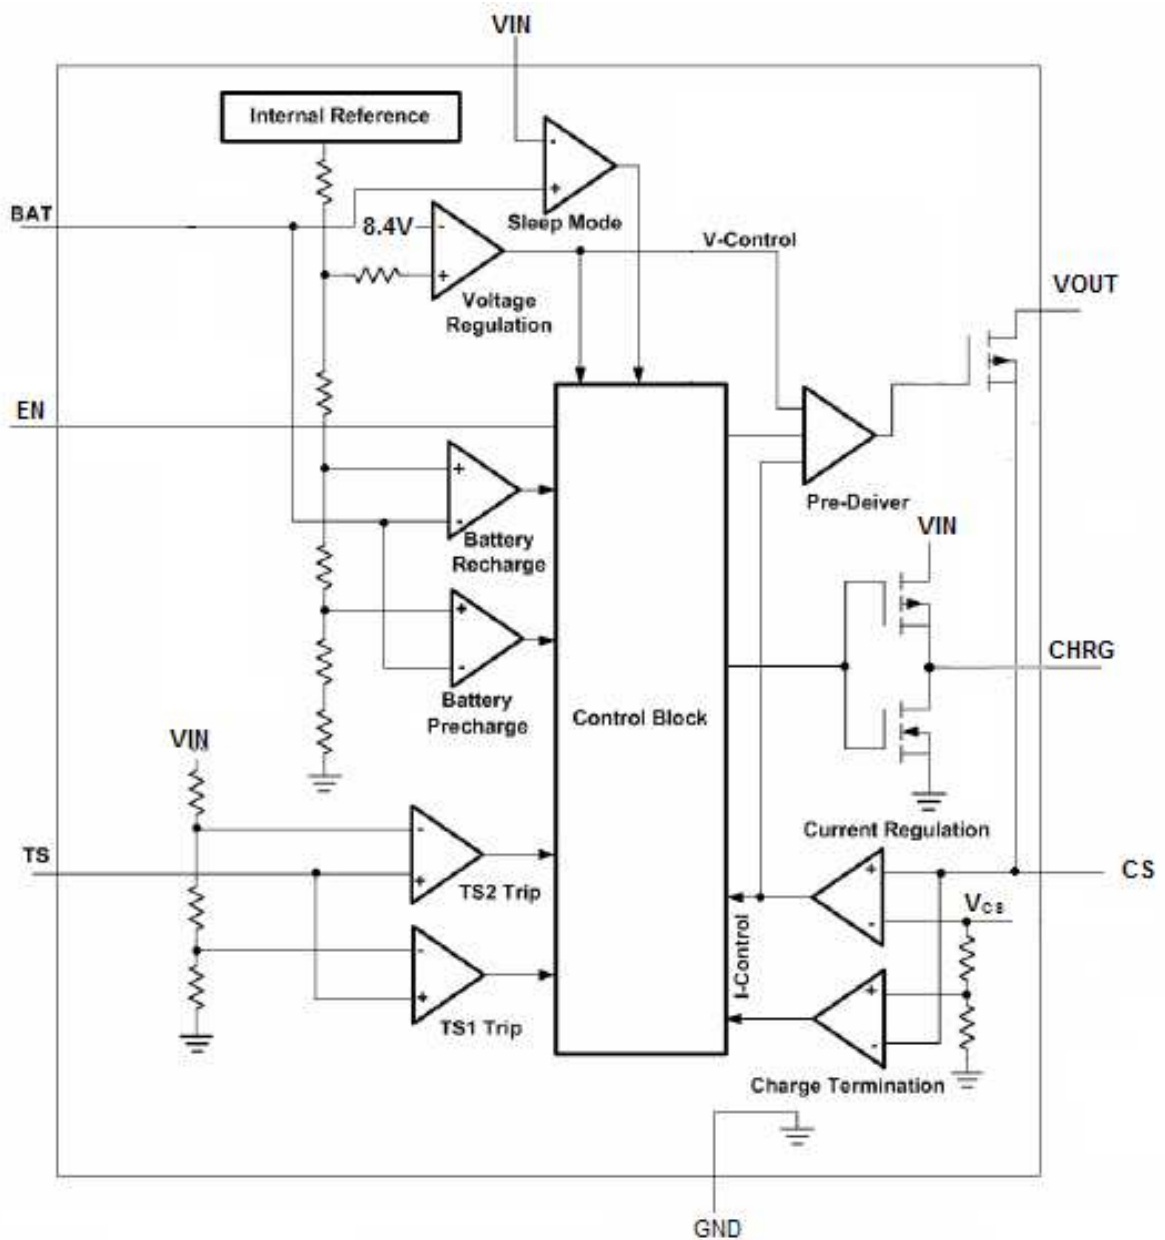 VIN
Internal Reference
-
+
BAT
Sleep Mode
8.4V
-
+
V-Control
Voltage
Regulation
VOUT
EN
+
-
Battery
Recharge
Pre-Deiver
VIN
+
-
Battery
Precharge
Control Block
CHRG
VIN
-
+
TS
TS2 Trip
Current Regulation
+
-
CS
VCS
-
+
TS1 Trip
I-Control
+
-
Charge Termination
GND